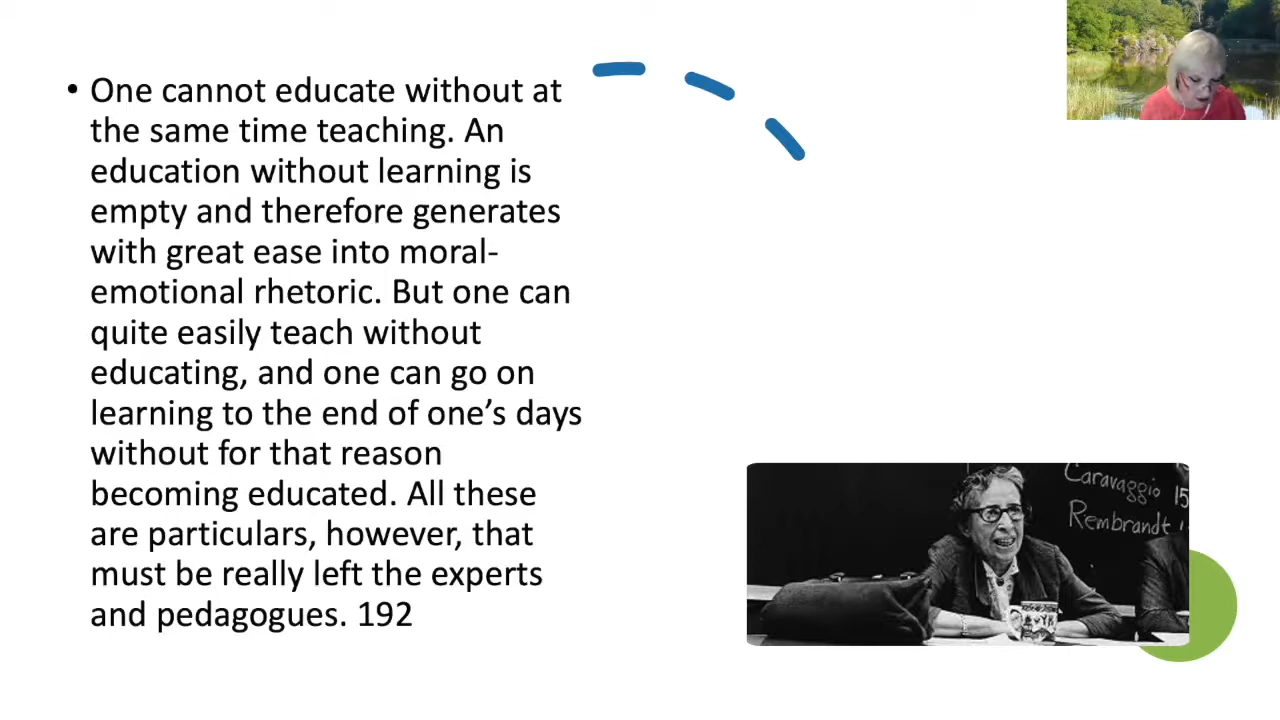 • One cannot educate without at
the same time teaching. An
education without learning is
empty and therefore generates
with great ease into moral-
emotional rhetoric. But one can
quite easily teach without
educating, and one can go on
learning to the end of one’s days
without for that reason
becoming educated. All these
are particulars, however, that
must be really left the experts
and pedagogues. 192
Caravaggio 15
Rembrandt